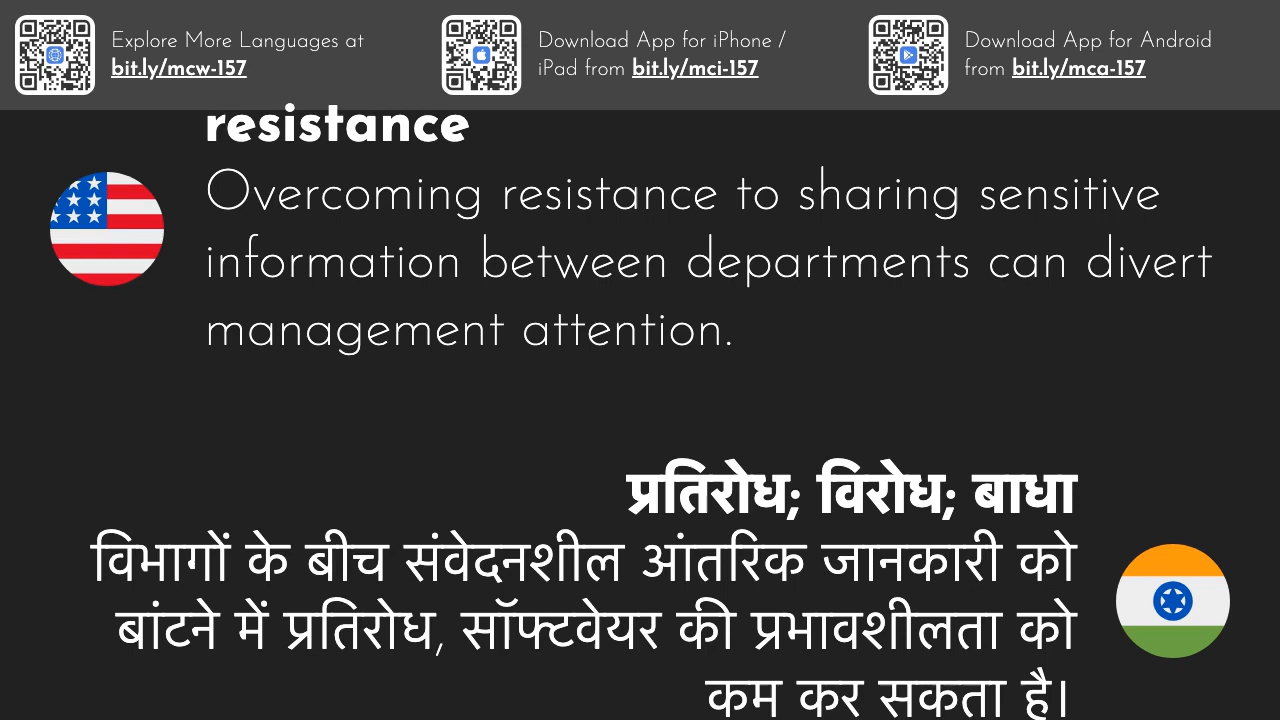 Explore More Languages at
bit.ly/mcw-157
Download App for iPhone /
iPad from bit.ly/mci-157
Download App for Android
from bit.ly/mca-157
resistance
Overcoming resistance to sharing sensitive
information between departments can divert
management attention.
प्रतिरोध; विरोध; बाधा
विभागों के बीच संवेदनशील आंतरिक जानकारी को
बांटने में प्रतिरोध, सॉफ्टवेयर की प्रभावशीलता को
कम कर सकता है।